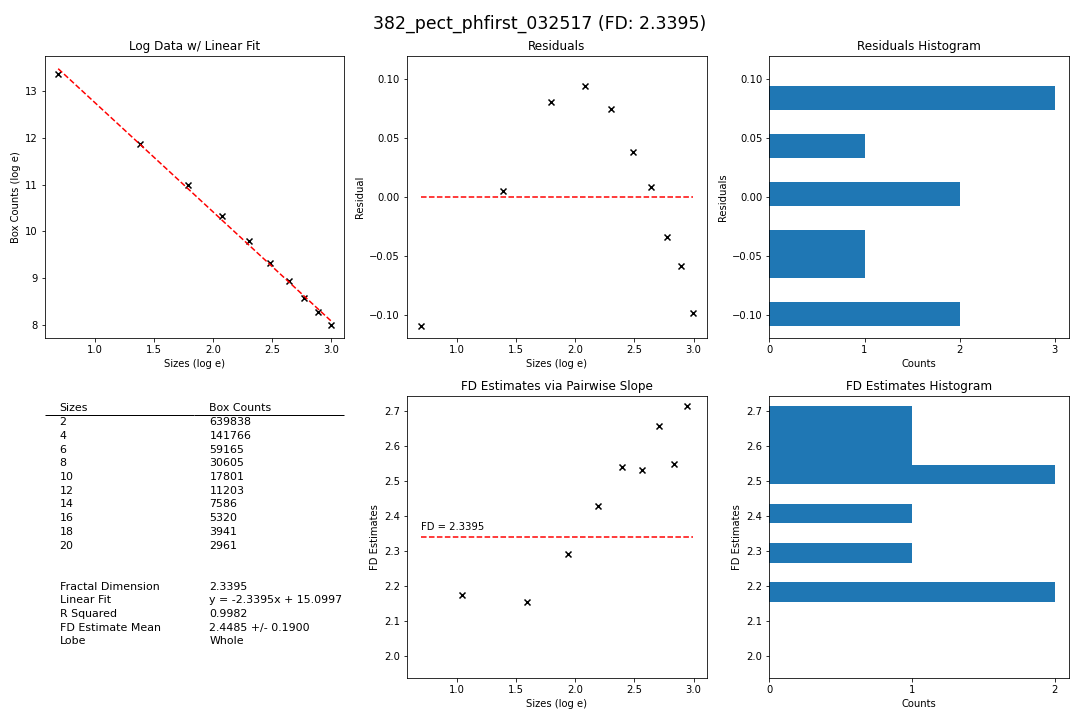 382_pect_phfirst_032517 (FD: 2.3395)
Log Data w/ Linear Fit
Box Counts (log e)
13
12
11
10
9
8
1.0 1.5 2.0 2.5 3.0
Sizes (log e)
Residuals
Residual
0.10
0.05
0.00
−0.05
−0.10
1.0 1.5 2.0 2.5 3.0
Sizes (log e)
Residuals Histogram
Residuals
0.10
0.05
0.00
−0.05
−0.10
0 1 2 3
Counts
Sizes Box Counts
2 639838
4 141766
6 59165
8 30605
10 17801
12 11203
14 7586
16 5320
18 3941
20 2961
Fractal Dimension 2.3395
Linear Fit y = -2.3395x + 15.0997
R Squared 0.9982
FD Estimate Mean 2.4485 +/- 0.1900
Lobe Whole
FD Estimates via Pairwise Slope
FD Estimates
2.7
2.6
2.5
2.4
2.3
2.2
2.1
2.0
FD = 2.3395
1.0 1.5 2.0 2.5 3.0
Sizes (log e)
FD Estimates Histogram
FD Estimates
2.7
2.6
2.5
2.4
2.3
2.2
2.1
2.0
0 1 2
Counts